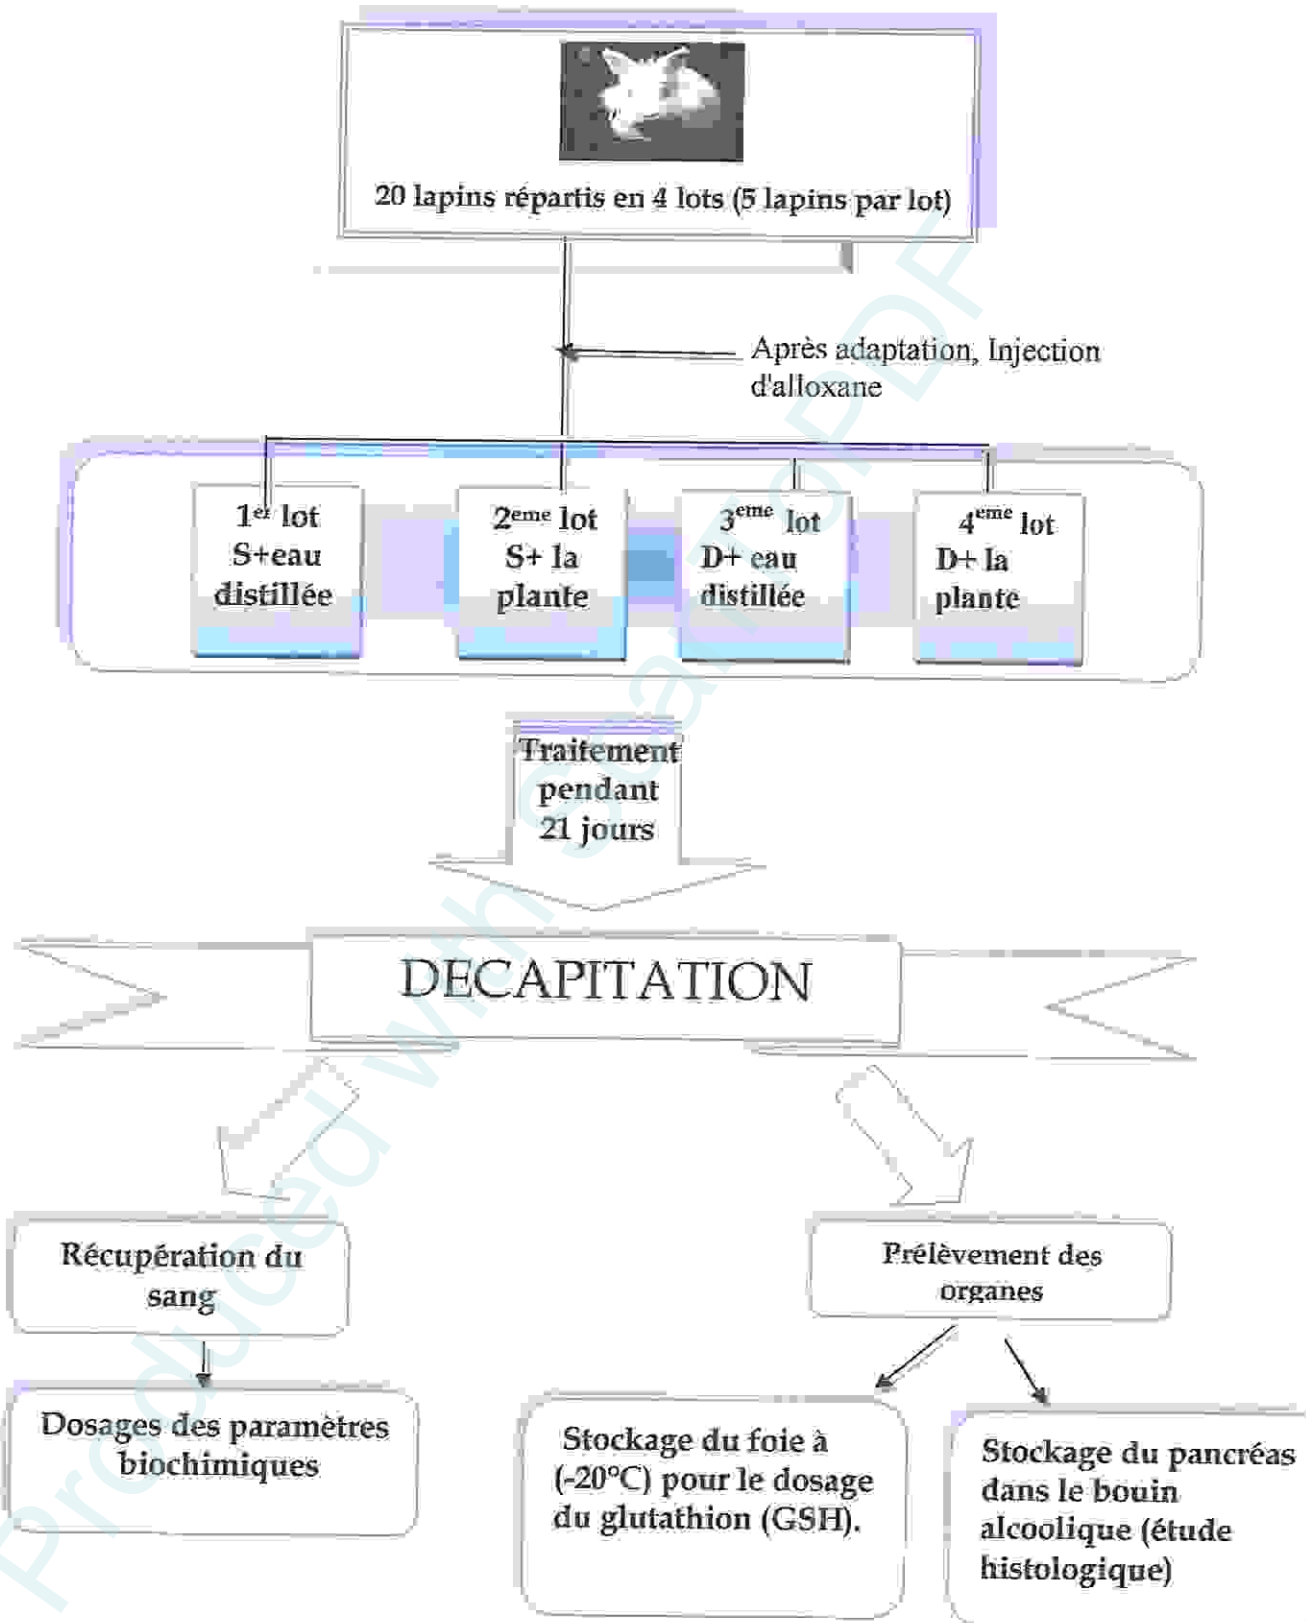 20 lapins répartis en 4 lots (5 lapins par lot)
Après adaptation, Injection
d'alloxane
1er lot
S+eau
distillée
2eme lot
S+ la
plante
3eme lot
D+ eau
distillée
4eme lot
D+ la
plante
Traitement
pendant
21 jours
DECAPITATION
Récupération du
sang
Prélèvement des
organes
Dosages des paramètres
biochimiques
Stockage du foie à
(-20°C) pour le dosage
du glutathion (GSH).
Stockage du pancréas
dans le bouin
alcoolique (étude
histologique)
Produced with ScanTOPDF